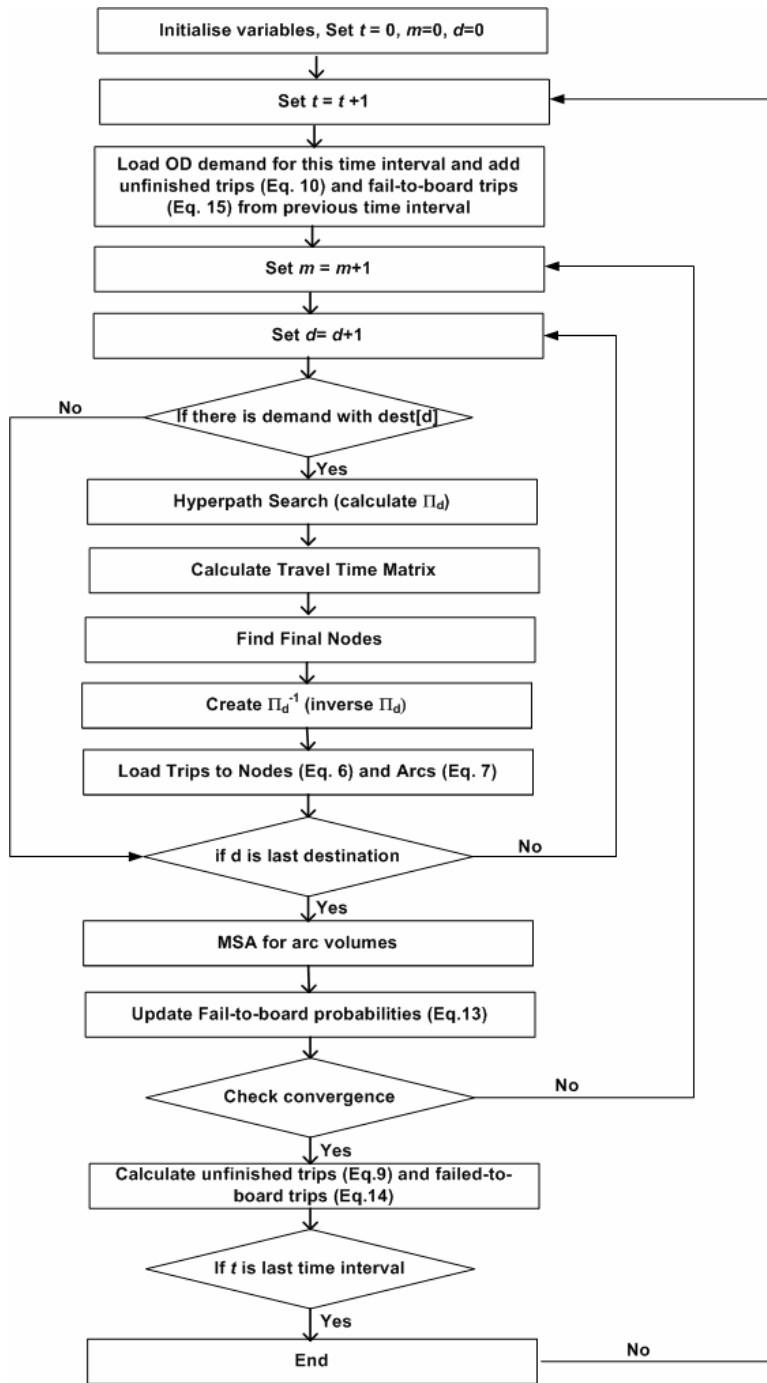 Initialise variables, Set t = 0, m=0, d=0
Set t = t +1
Load OD demand for this time interval and add
unfinished trips (Eq. 10) and fail-to-board trips
(Eq. 15) from previous time interval
Set m = m+1
Set d= d+1
No
If there is demand with dest[d]
Yes
Hyperpath Search (calculate Πd)
Calculate Travel Time Matrix
Find Final Nodes
Create Πd-1 (inverse Πd)
Load Trips to Nodes (Eq. 6) and Arcs (Eq. 7)
if d is last destination
No
Yes
MSA for arc volumes
Update Fail-to-board probabilities (Eq.13)
Check convergence
No
Yes
Calculate unfinished trips (Eq.9) and failed-to-
board trips (Eq.14)
If t is last time interval
Yes
End
No